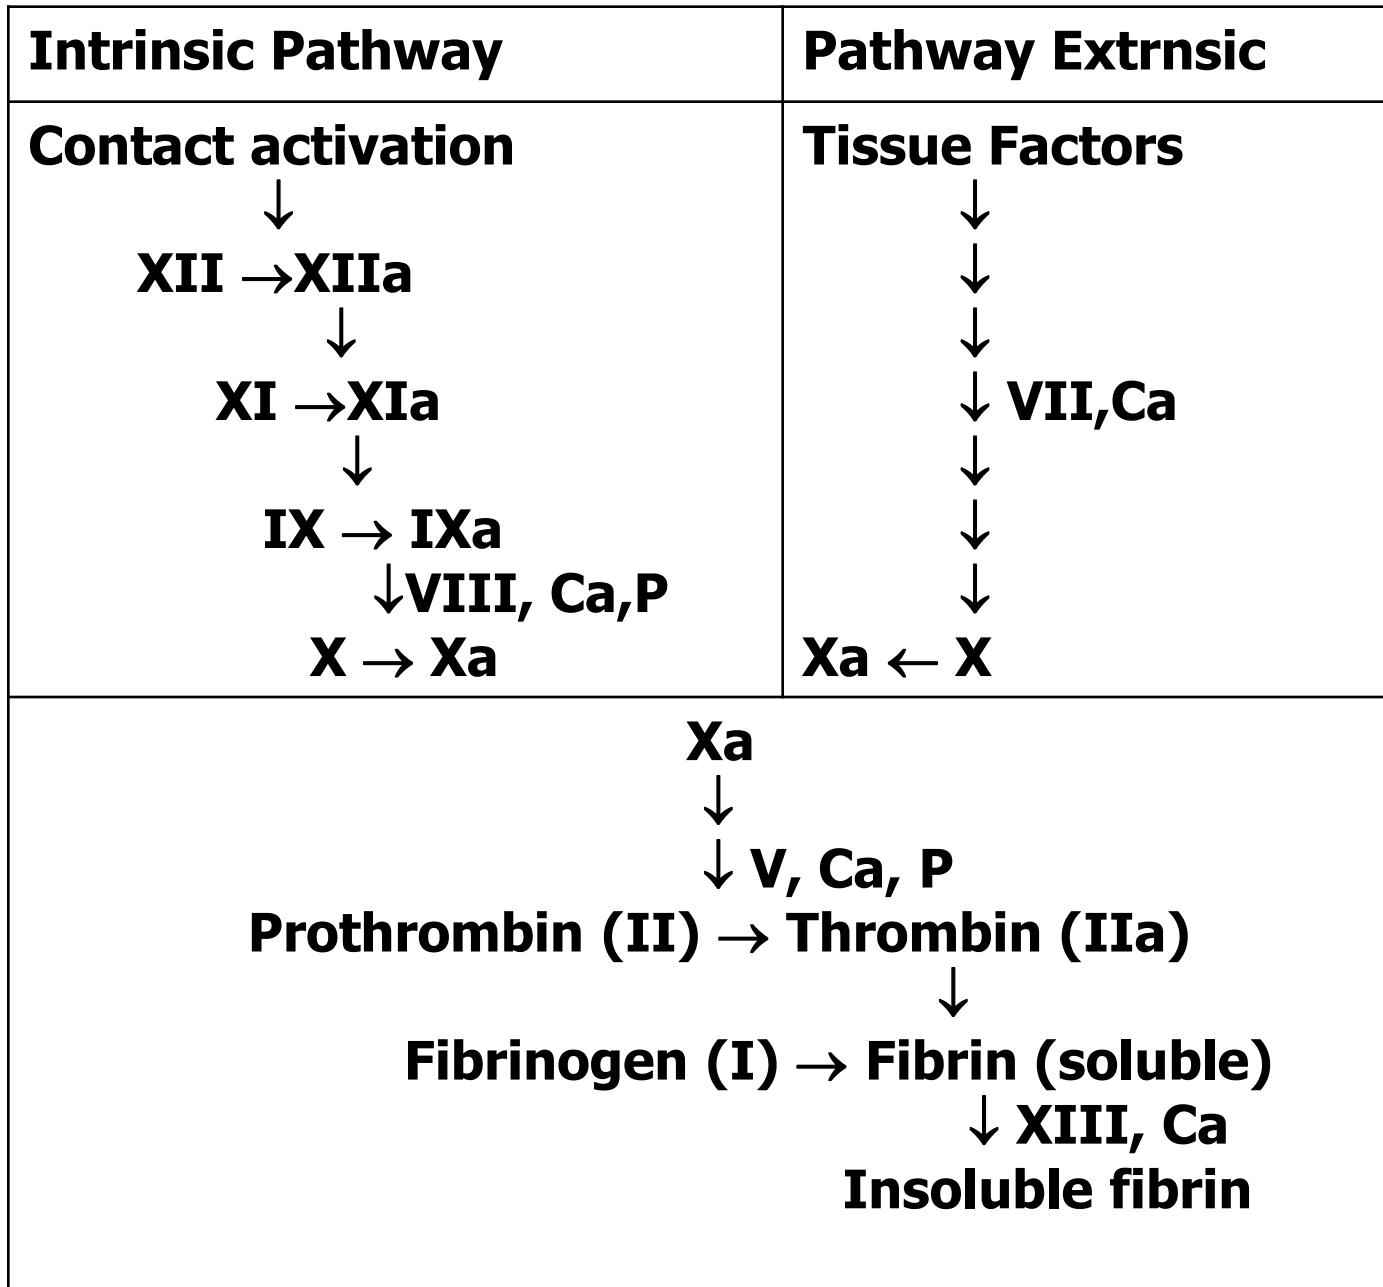 Intrinsic Pathway
Pathway Extrnsic
Contact activation
↓
XII →XIIa
↓
XI →XIa
↓
IX → IXa
↓VIII, Ca,P
X → Xa
Tissue Factors
↓
↓
↓
↓ VII,Ca
↓
↓
↓
Xa ← X
Xa
↓
↓ V, Ca, P
Prothrombin (II) → Thrombin (IIa)
↓
Fibrinogen (I) → Fibrin (soluble)
↓ XIII, Ca
Insoluble fibrin